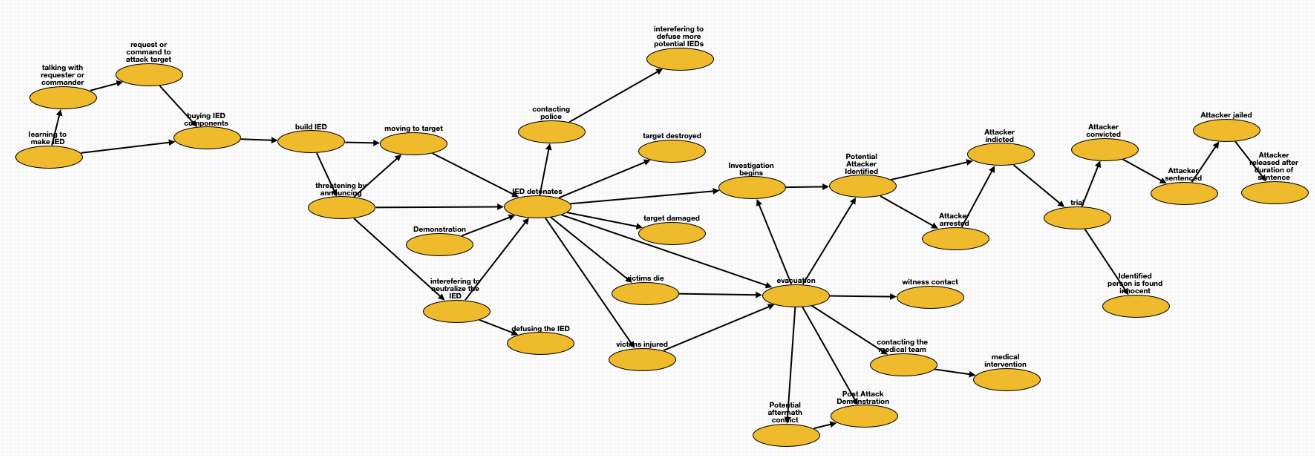 interefering to
defuse more
potential IEDs
request or
command to
attack target
talking with
requester or
commander
buying IED
components
learning to
make IED
build IED
moving to target
contacting
police
target destroyed
threatening by
announcing
IED detonates
Investigation
begins
Potential
Attacker
Identified
Attacker
indicted
Attacker
convicted
Attacker jailed
Attacker
sentenced
Attacker
released after
duration of
sentence
Attacker
arrested
trial
Demonstration
target damaged
interefering to
neutralize the
IED
victims die
evacuation
witness contact
Identified
person is found
innocent
defusing the IED
victims injured
contacting the
medical team
medical
intervention
Potential
aftermath
conflict
Post Attack
Demonstration